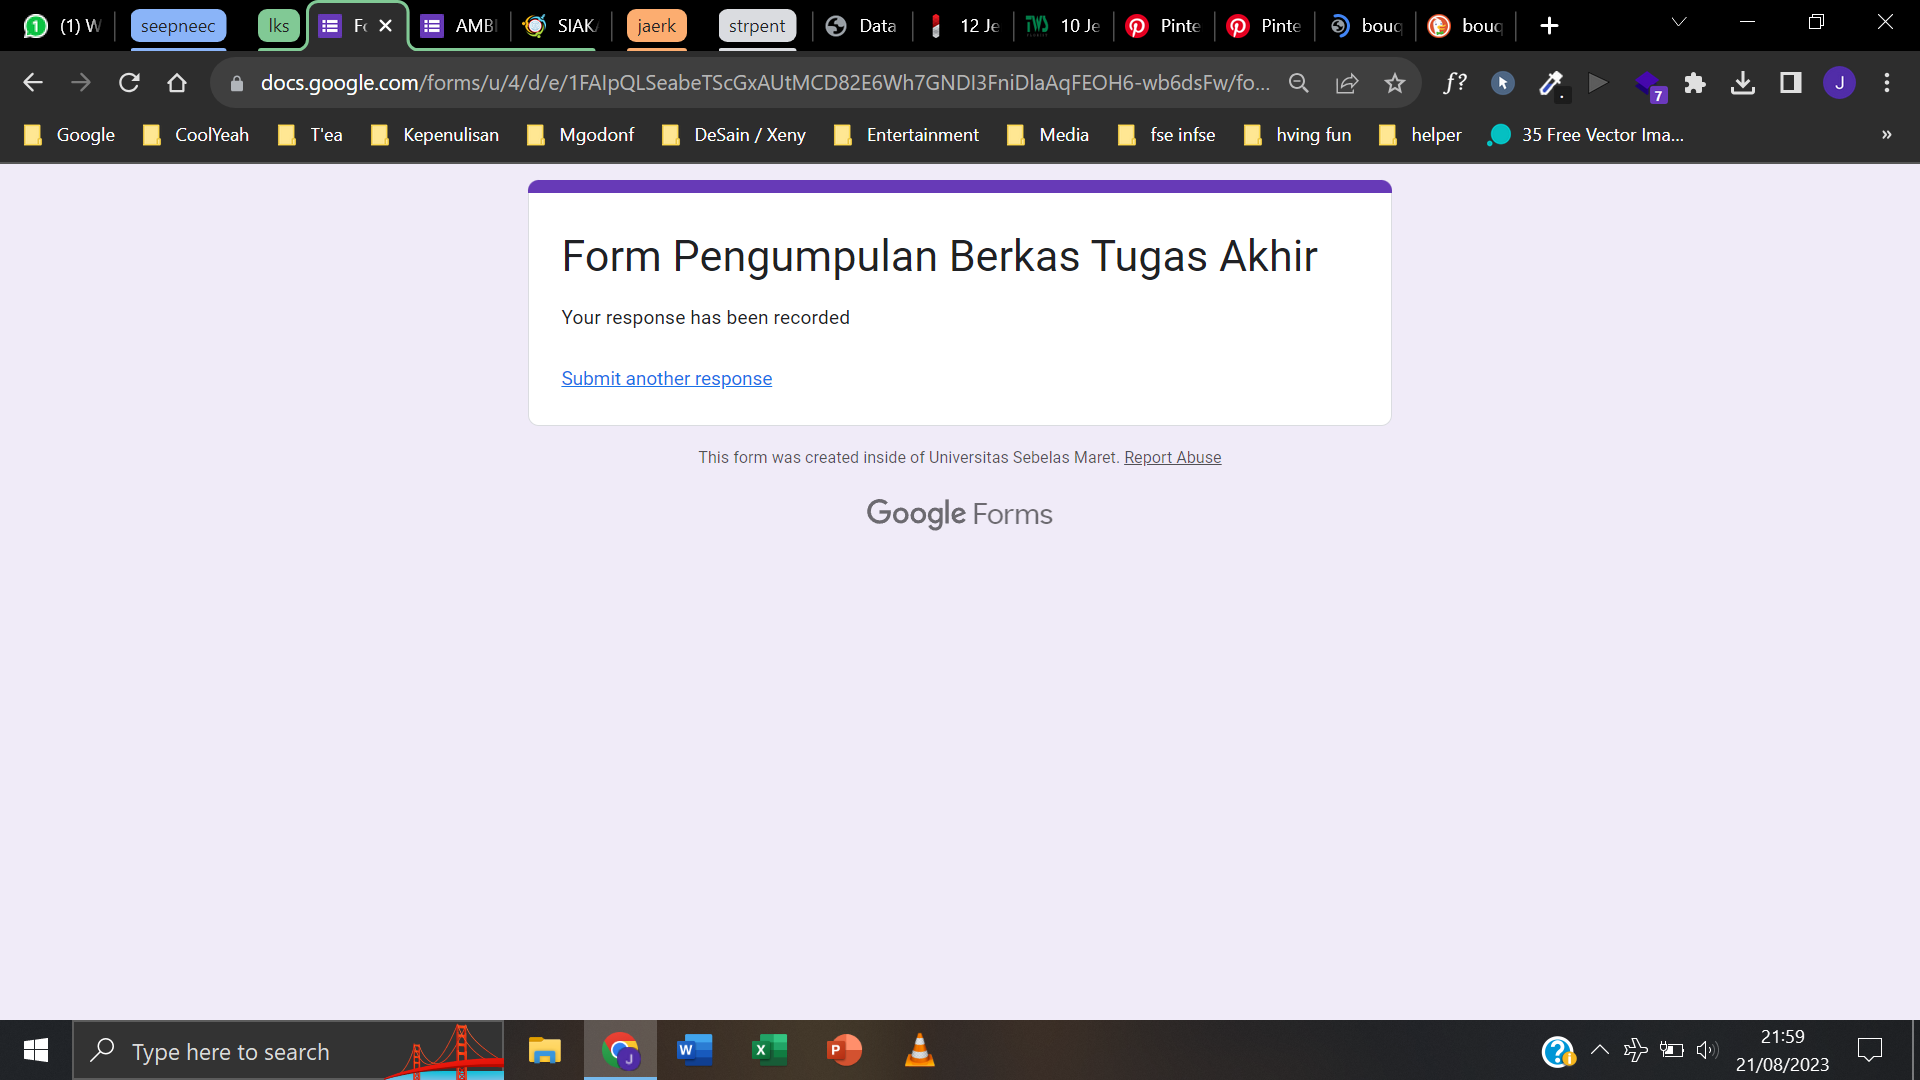 (1) W
seepneec
lks
Fo
AMBI
SIAKA
jaerk
strpent
Data
12 Je
10 Je
Pinte
Pinte
bouq
bouq
docs.google.com/forms/u/4/d/e/1FAIpQLSeabeTScGxAUtMCD82E6Wh7GNDI3FniDlaAqFEOH6-wb6dsFw/fo...
f?
7
J
Google
CoolYeah
T'ea
Kepenulisan
Mgodonf
DeSain / Xeny
Entertainment
Media
fse infse
hving fun
helper
35 Free Vector Ima...
»
Form Pengumpulan Berkas Tugas Akhir
Your response has been recorded
Submit another response
This form was created inside of Universitas Sebelas Maret. Report Abuse
Google Forms
Type here to search
21:59
21/08/2023